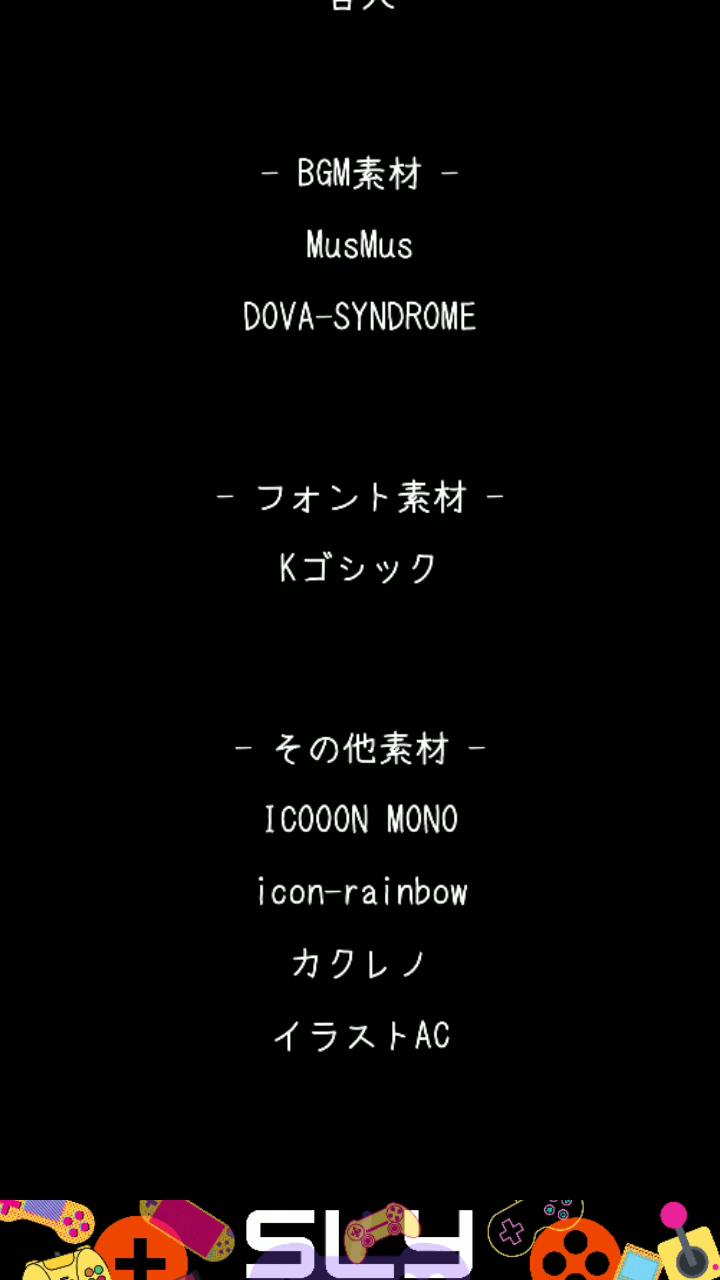 - BGM素材 -
MusMus
DOVA-SYNDROME
- フォント素材 -
Kゴシック
- その他素材 -
ICOOON MONO
icon-rainbow
カクレノ
イラストAC
SLY